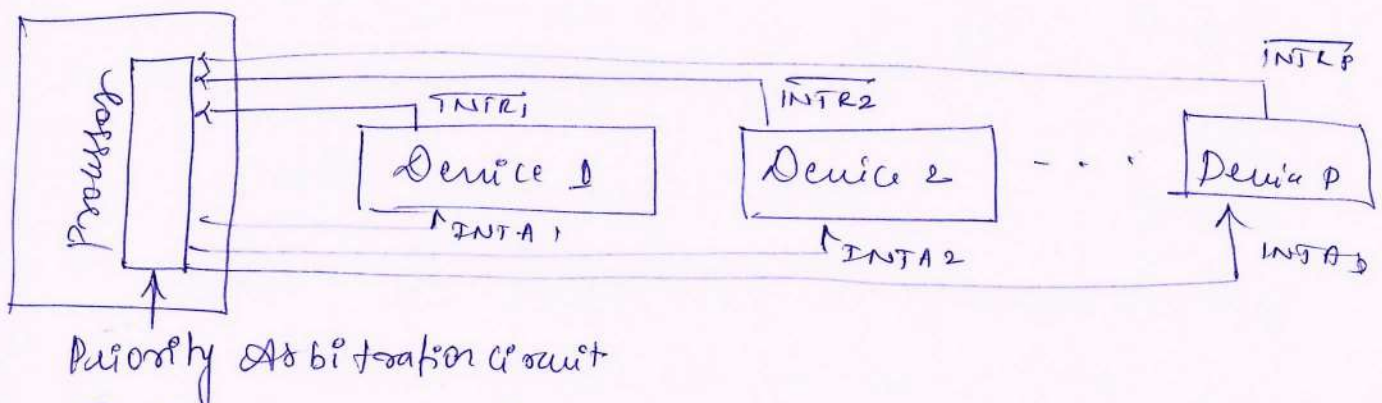 INTRP
INTR1
INTR2
Processor
Device 1
Device 2
. . .
Device P
INTA1
INTA2
INTAP
Priority Arbitration circuit